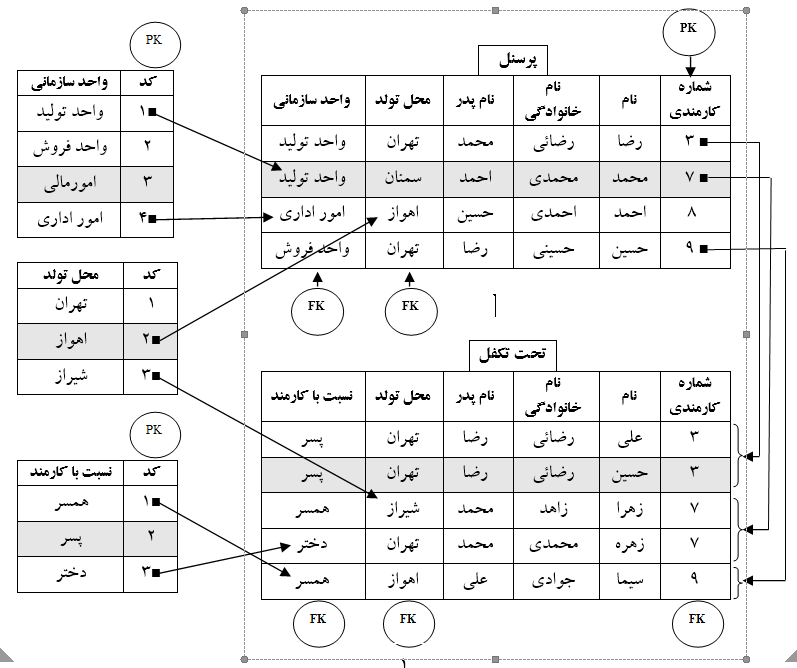 PK
PK
پرسنل
کد واحد سازمانی
۱ واحد تولید
۲ واحد فروش
۳ امورمالی
۴ امور اداری
شماره کارمندی نام نام خانوادگی نام پدر محل تولد واحد سازمانی
۳ رضا رضائی محمد تهران واحد تولید
۷ محمد محمدی احمد سمنان واحد تولید
۸ احمد احمدی حسین اهواز امور اداری
۹ حسین حسینی رضا تهران واحد فروش
FK
FK
کد محل تولد
۱ تهران
۲ اهواز
۳ شیراز
تحت تکفل
شماره کارمندی نام نام خانوادگی نام پدر محل تولد نسبت با کارمند
۳ علی رضائی رضا تهران پسر
۳ حسین رضائی رضا تهران پسر
۷ زهرا زاهد محمد شیراز همسر
۷ زهره محمدی محمد تهران دختر
۹ سیما جوادی علی اهواز همسر
PK
کد نسبت با کارمند
۱ همسر
۲ پسر
۳ دختر
FK
FK
FK
۱